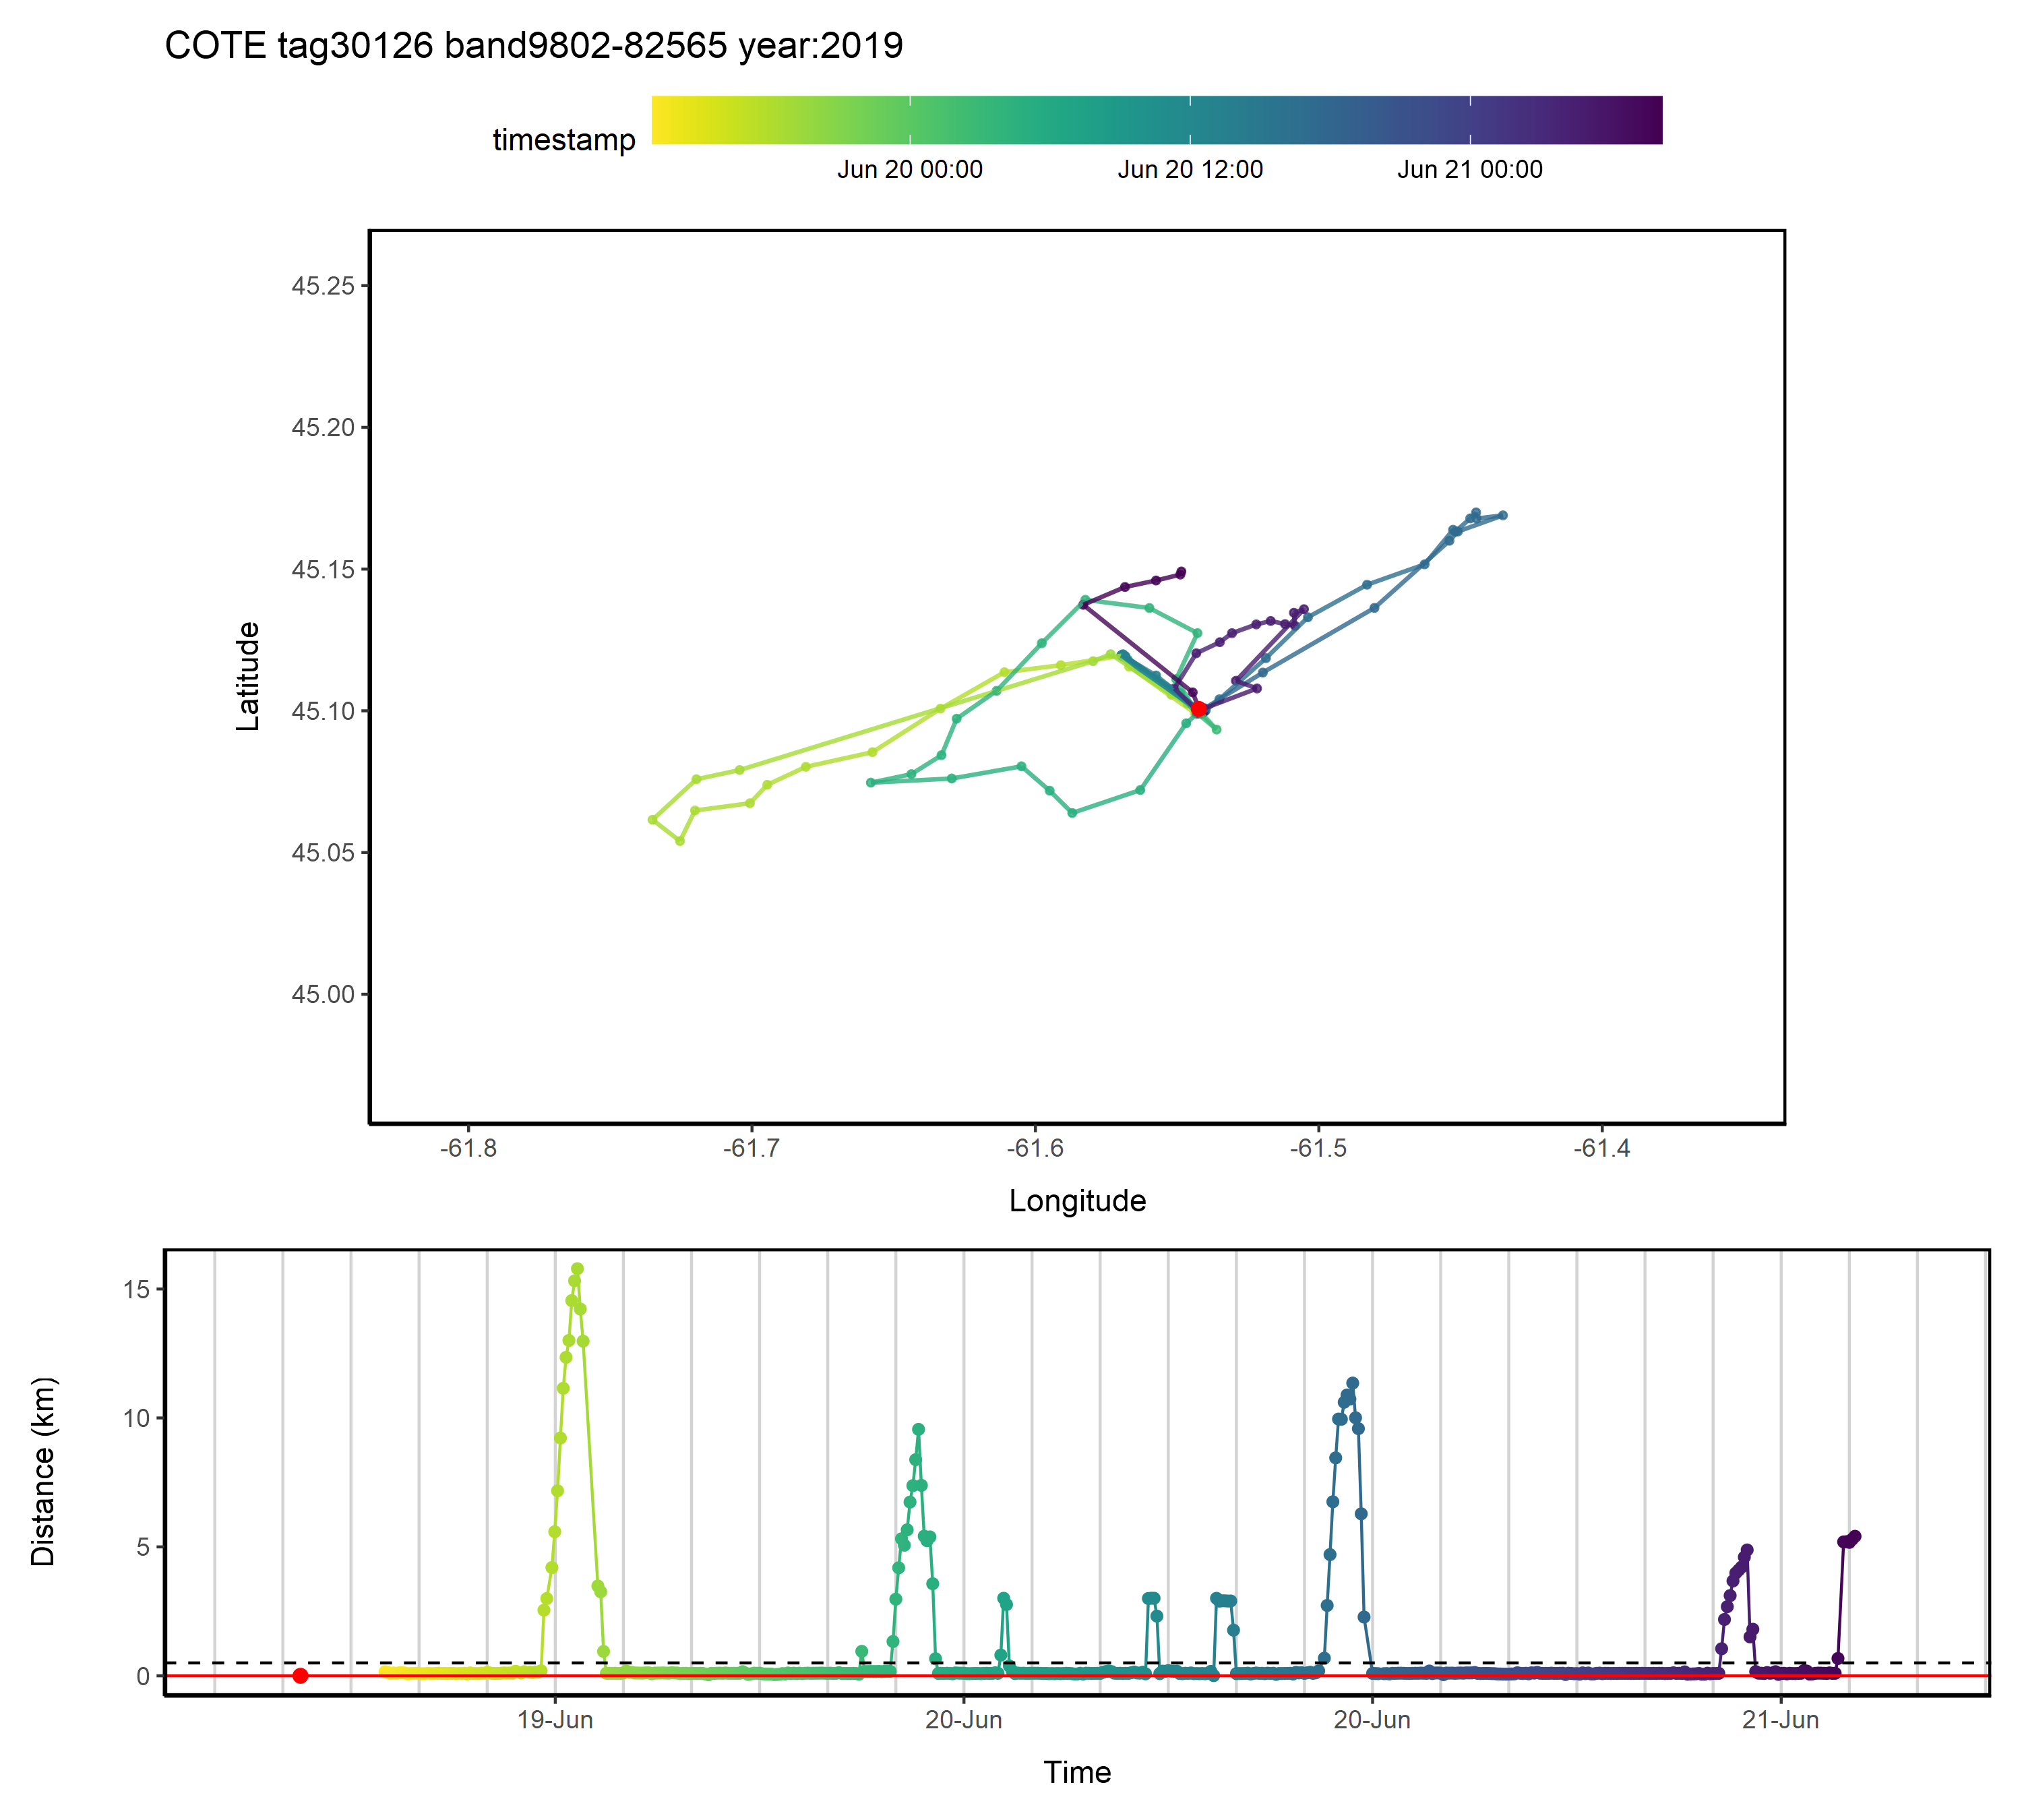 COTE tag30126 band9802-82565 year:2019
timestamp
Jun 20 00:00 Jun 20 12:00 Jun 21 00:00
45.25
45.20
45.15
45.10
45.05
45.00
Latitude
-61.8 -61.7 -61.6 -61.5 -61.4
Longitude
15
10
5
0
Distance (km)
19-Jun 20-Jun 20-Jun 21-Jun
Time